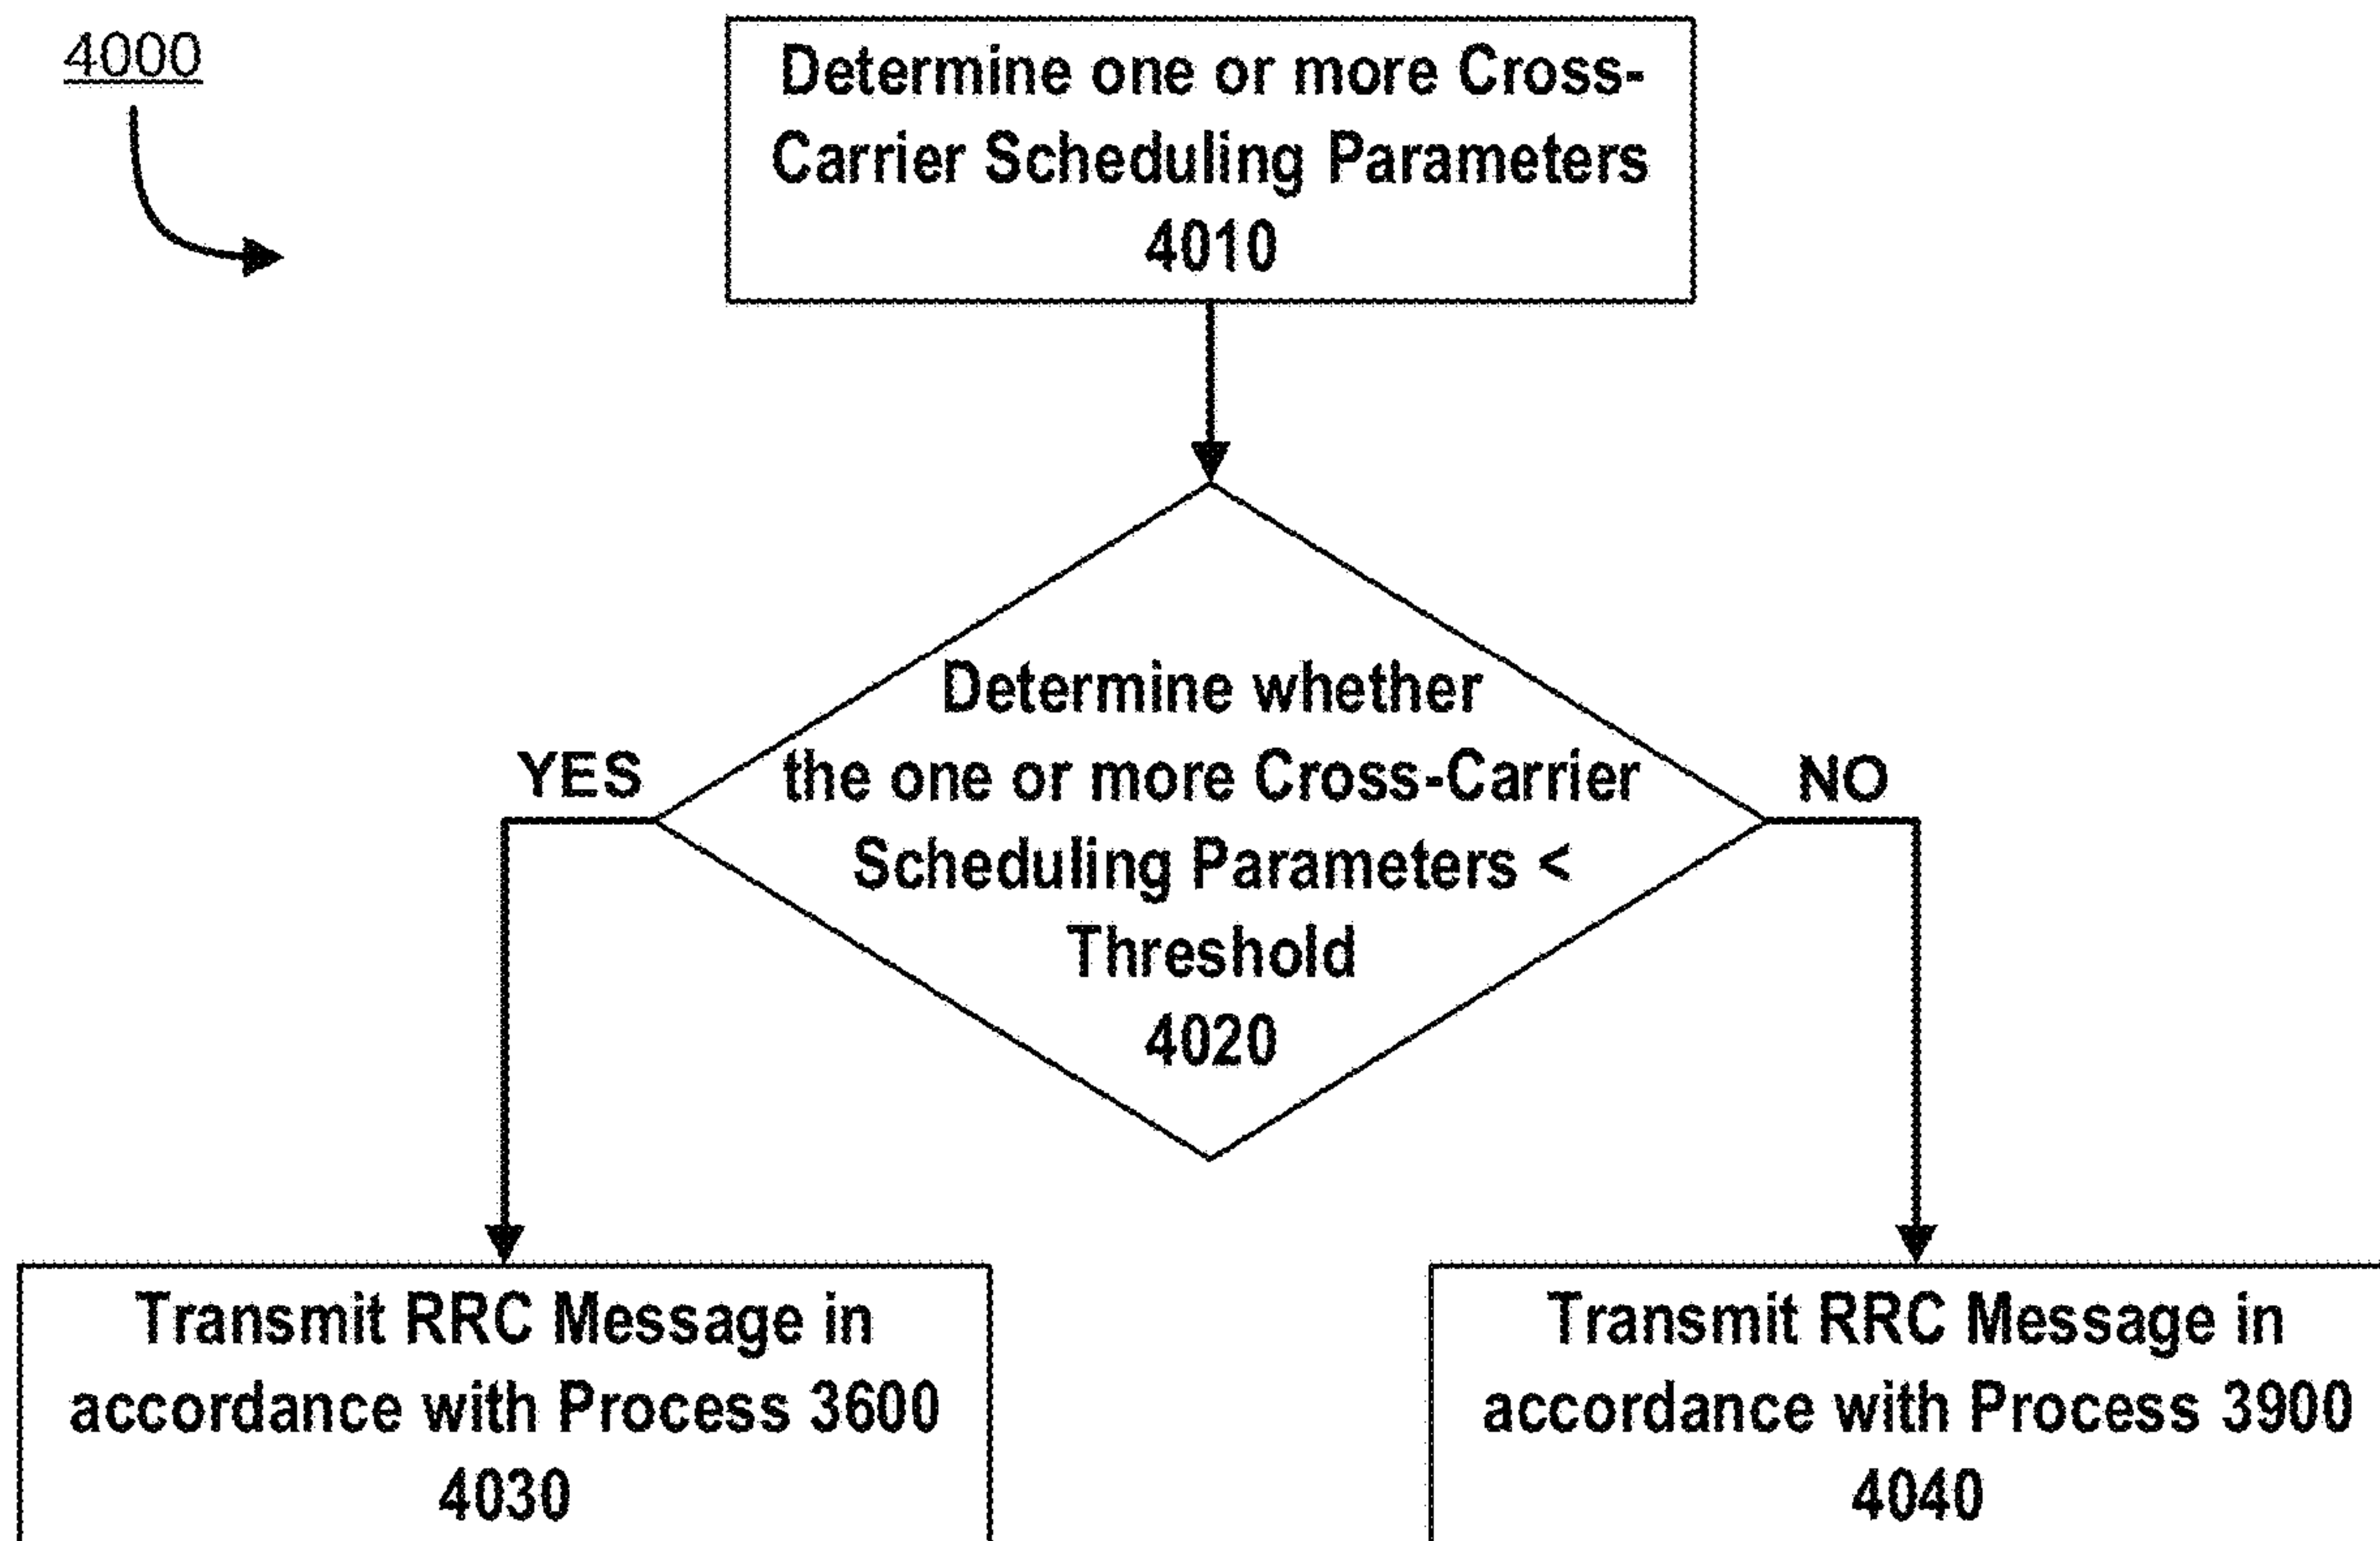 4000
Determine one or more Cross-
Carrier Scheduling Parameters
4010
Determine whether
the one or more Cross-Carrier
Scheduling Parameters <
Threshold
4020
YES
NO
Transmit RRC Message in
accordance with Process 3600
4030
Transmit RRC Message in
accordance with Process 3900
4040